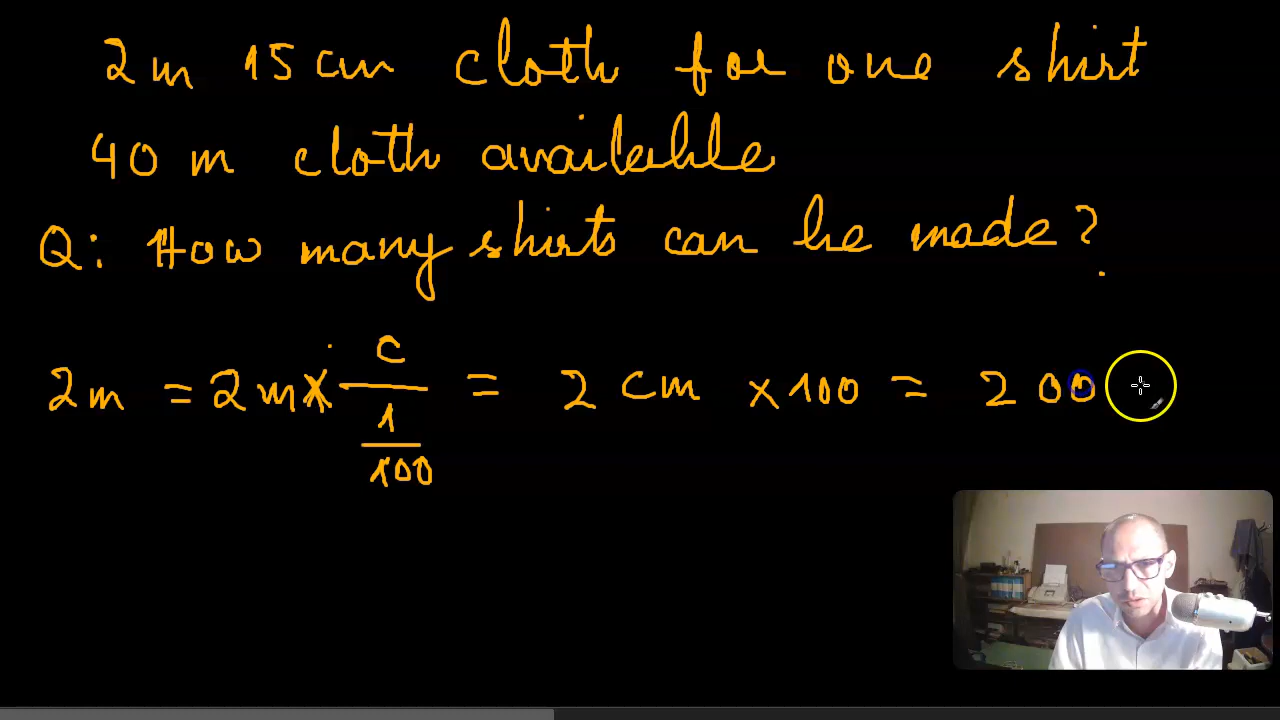 2m 15cm cloth for one shirt
40 m cloth available
Q: How many shirts can be made?
2m = 2m x c / 1/100 = 2 cm x 100 = 200